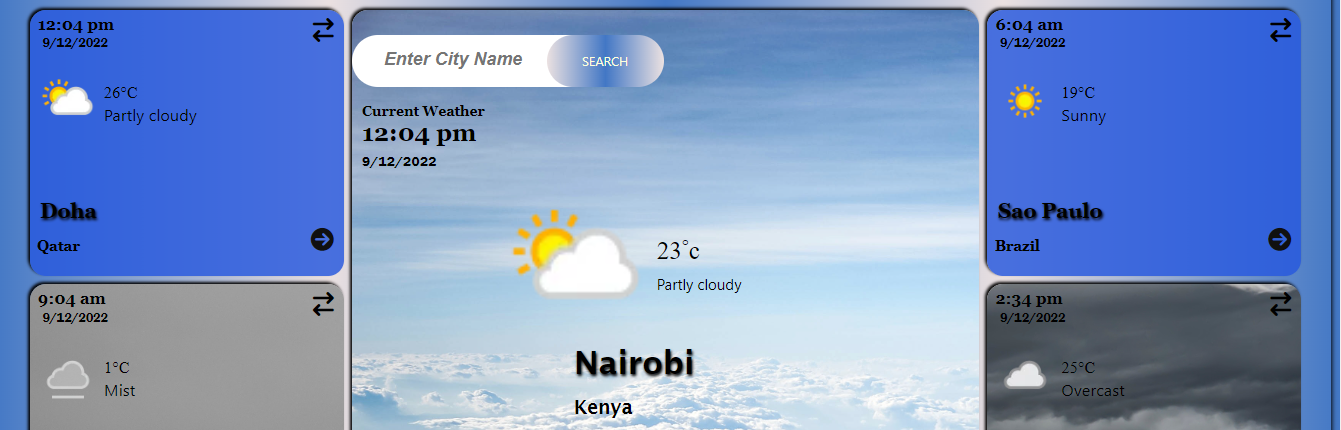 12:04 pm
9/12/2022
26°C
Partly cloudy
Doha
Qatar
9:04 am
9/12/2022
1°C
Mist
Enter City Name
SEARCH
Current Weather
12:04 pm
9/12/2022
23°c
Partly cloudy
Nairobi
Kenya
6:04 am
9/12/2022
19°C
Sunny
Sao Paulo
Brazil
2:34 pm
9/12/2022
25°C
Overcast